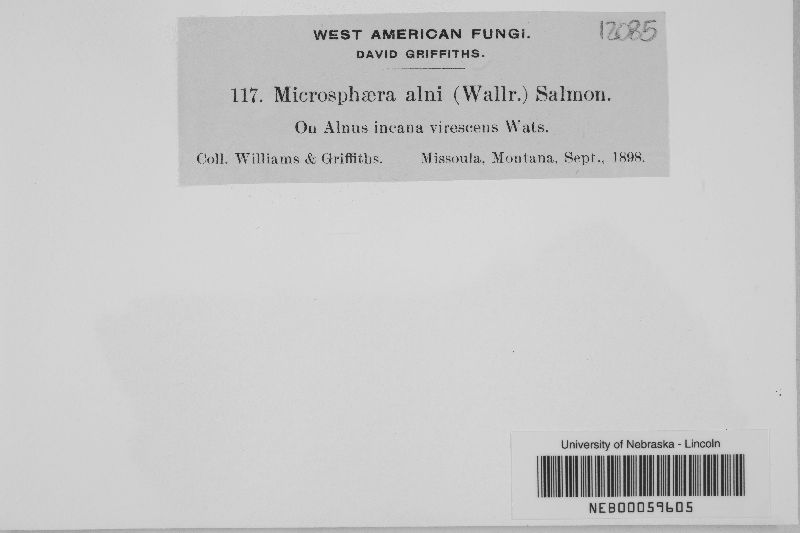 WEST AMERICAN FUNGI. 12085
DAVID GRIFFITHS.
117. Microsphæra alni (Wallr.) Salmon.
On Alnus incana virescens Wats.
Coll. Williams & Griffiths. Missoula, Montana, Sept., 1898.
University of Nebraska - Lincoln
NEB00059605